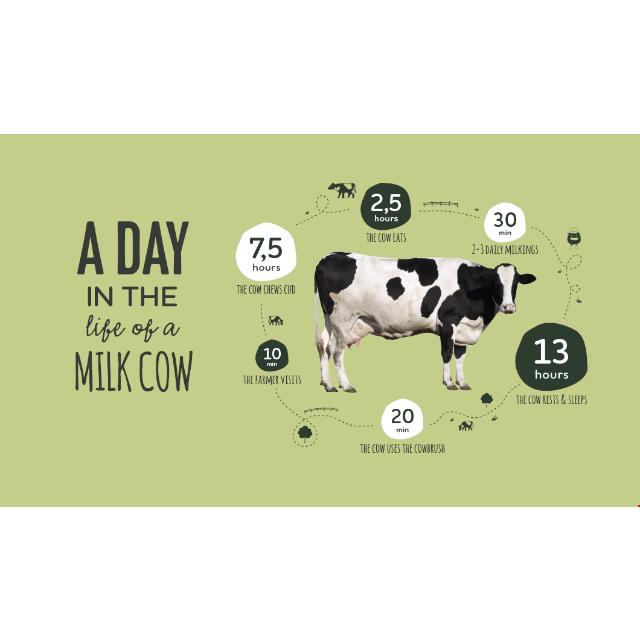 A DAY
IN THE
life of a
MILK COW
2,5
hours
THE COW EATS
30
min
2-3 DAILY MILKINGS
13
hours
THE COW RESTS & SLEEPS
20
min
THE COW USES THE COWBRUSH
10
min
THE FARMER VISITS
7,5
hours
THE COW CHEWS CUD